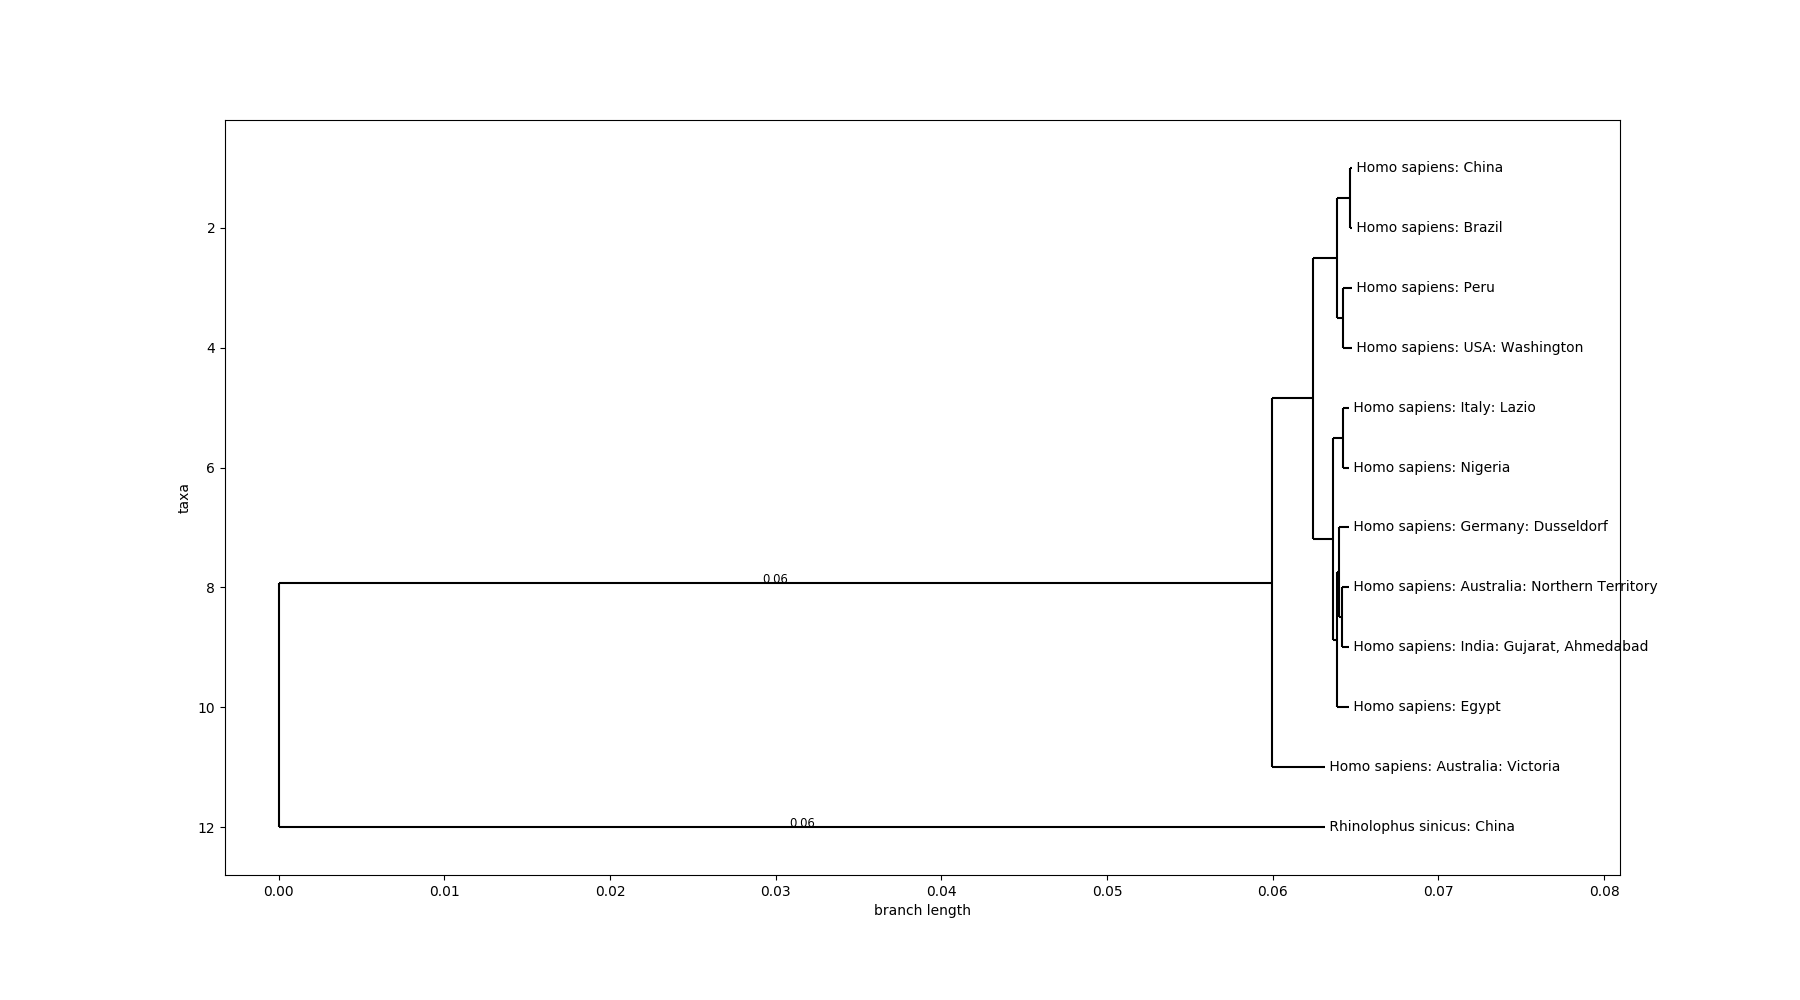 Homo sapiens: China
2
Homo sapiens: Brazil
Homo sapiens: Peru
4
Homo sapiens: USA: Washington
Homo sapiens: Italy: Lazio
6
Homo sapiens: Nigeria
taxa
Homo sapiens: Germany: Dusseldorf
0.06
8
Homo sapiens: Australia: Northern Territory
Homo sapiens: India: Gujarat, Ahmedabad
10
Homo sapiens: Egypt
Homo sapiens: Australia: Victoria
0.06
12
Rhinolophus sinicus: China
0.00 0.01 0.02 0.03 0.04 0.05 0.06 0.07 0.08
branch length